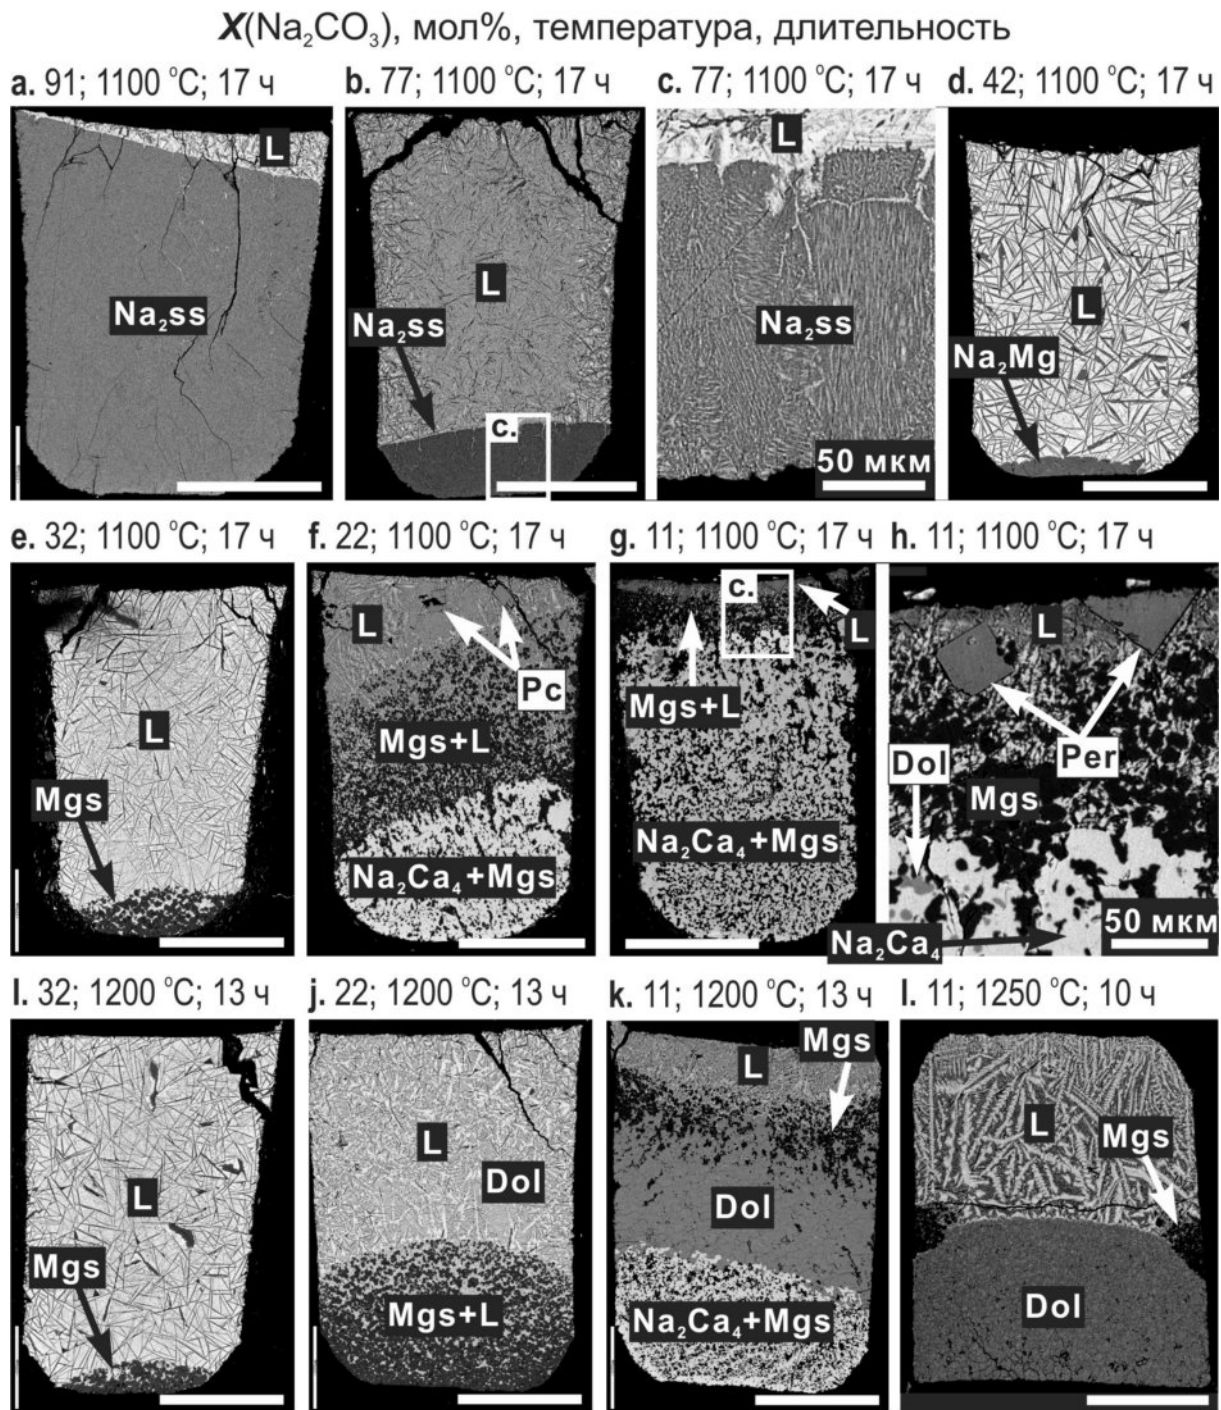 X(Na₂CO₃), мол%, температура, длительность
a. 91; 1100 °C; 17 ч
b. 77; 1100 °C; 17 ч
c. 77; 1100 °C; 17 ч
d. 42; 1100 °C; 17 ч
L
Na₂ss
L
Na₂ss
c.
L
Na₂ss
50 мкм
L
Na₂Mg
e. 32; 1100 °C; 17 ч
f. 22; 1100 °C; 17 ч
g. 11; 1100 °C; 17 ч
h. 11; 1100 °C; 17 ч
L
Mgs
L
Pc
Mgs+L
Na₂Ca₄+Mgs
c.
L
Mgs+L
Na₂Ca₄+Mgs
L
Per
Dol
Mgs
Na₂Ca₄
50 мкм
I. 32; 1200 °C; 13 ч
j. 22; 1200 °C; 13 ч
k. 11; 1200 °C; 13 ч
l. 11; 1250 °C; 10 ч
L
Mgs
L
Dol
Mgs+L
Mgs
L
Dol
Na₂Ca₄+Mgs
L
Mgs
Dol